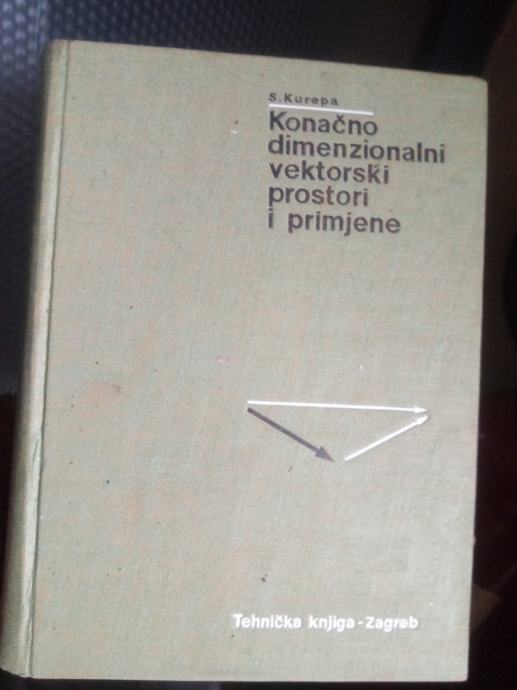 S. Kurepa
Konačno
dimenzionalni
vektorski
prostori
i primjene
Tehnička knjiga-Zagreb